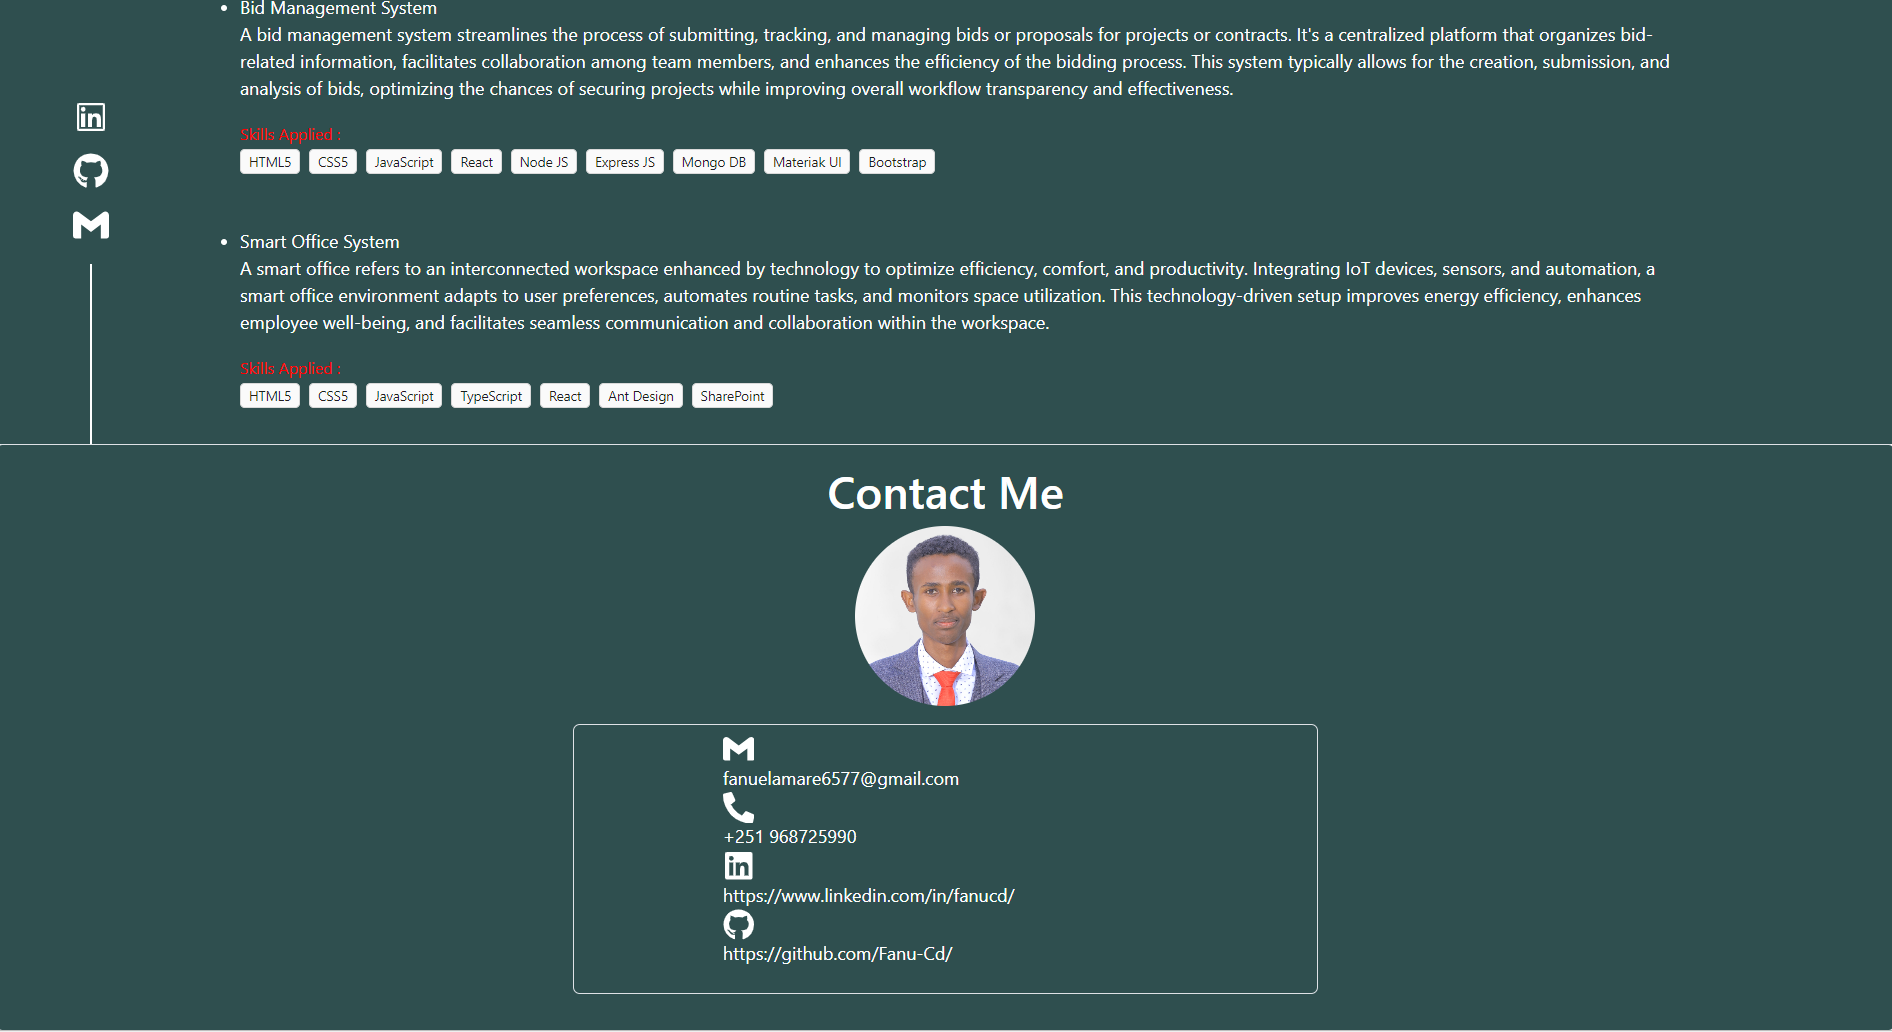 Bid Management System
A bid management system streamlines the process of submitting, tracking, and managing bids or proposals for projects or contracts. It's a centralized platform that organizes bid-
related information, facilitates collaboration among team members, and enhances the efficiency of the bidding process. This system typically allows for the creation, submission, and
analysis of bids, optimizing the chances of securing projects while improving overall workflow transparency and effectiveness.
Skills Applied :
HTML5 CSS5 JavaScript React Node JS Express JS Mongo DB Materiak UI Bootstrap
Smart Office System
A smart office refers to an interconnected workspace enhanced by technology to optimize efficiency, comfort, and productivity. Integrating IoT devices, sensors, and automation, a
smart office environment adapts to user preferences, automates routine tasks, and monitors space utilization. This technology-driven setup improves energy efficiency, enhances
employee well-being, and facilitates seamless communication and collaboration within the workspace.
Skills Applied :
HTML5 CSS5 JavaScript TypeScript React Ant Design SharePoint
Contact Me
fanuelamare6577@gmail.com
+251 968725990
https://www.linkedin.com/in/fanucd/
https://github.com/Fanu-Cd/